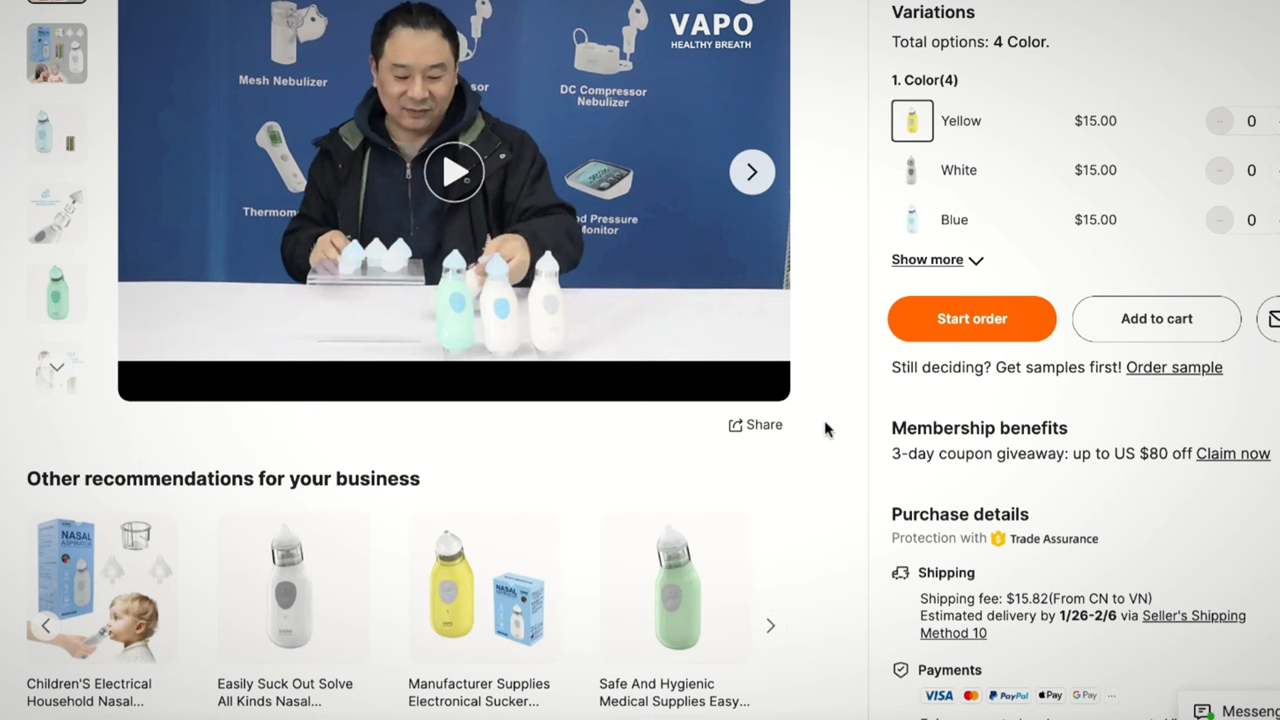 VAPO
HEALTHY BREATH
Mesh Nebulizer
sor
DC Compressor
Nebulizer
Thermom
d Pressure
Monitor
Share
Other recommendations for your business
NASAL
ASPIRATOR
VAPO
NASAL
ASPIRATOR
Children'S Electrical
Household Nasal...
Easily Suck Out Solve
All Kinds Nasal...
Manufacturer Supplies
Electronical Sucker...
Safe And Hygienic
Medical Supplies Easy...
Variations
Total options: 4 Color.
1. Color(4)
Yellow $15.00 - 0
White $15.00 - 0
Blue $15.00 - 0
Show more
Start order
Add to cart
Still deciding? Get samples first! Order sample
Membership benefits
3-day coupon giveaway: up to US $80 off Claim now
Purchase details
Protection with Trade Assurance
Shipping
Shipping fee: $15.82(From CN to VN)
Estimated delivery by 1/26-2/6 via Seller's Shipping
Method 10
Payments
VISA PayPal Apple Pay G Pay ...
Messeng